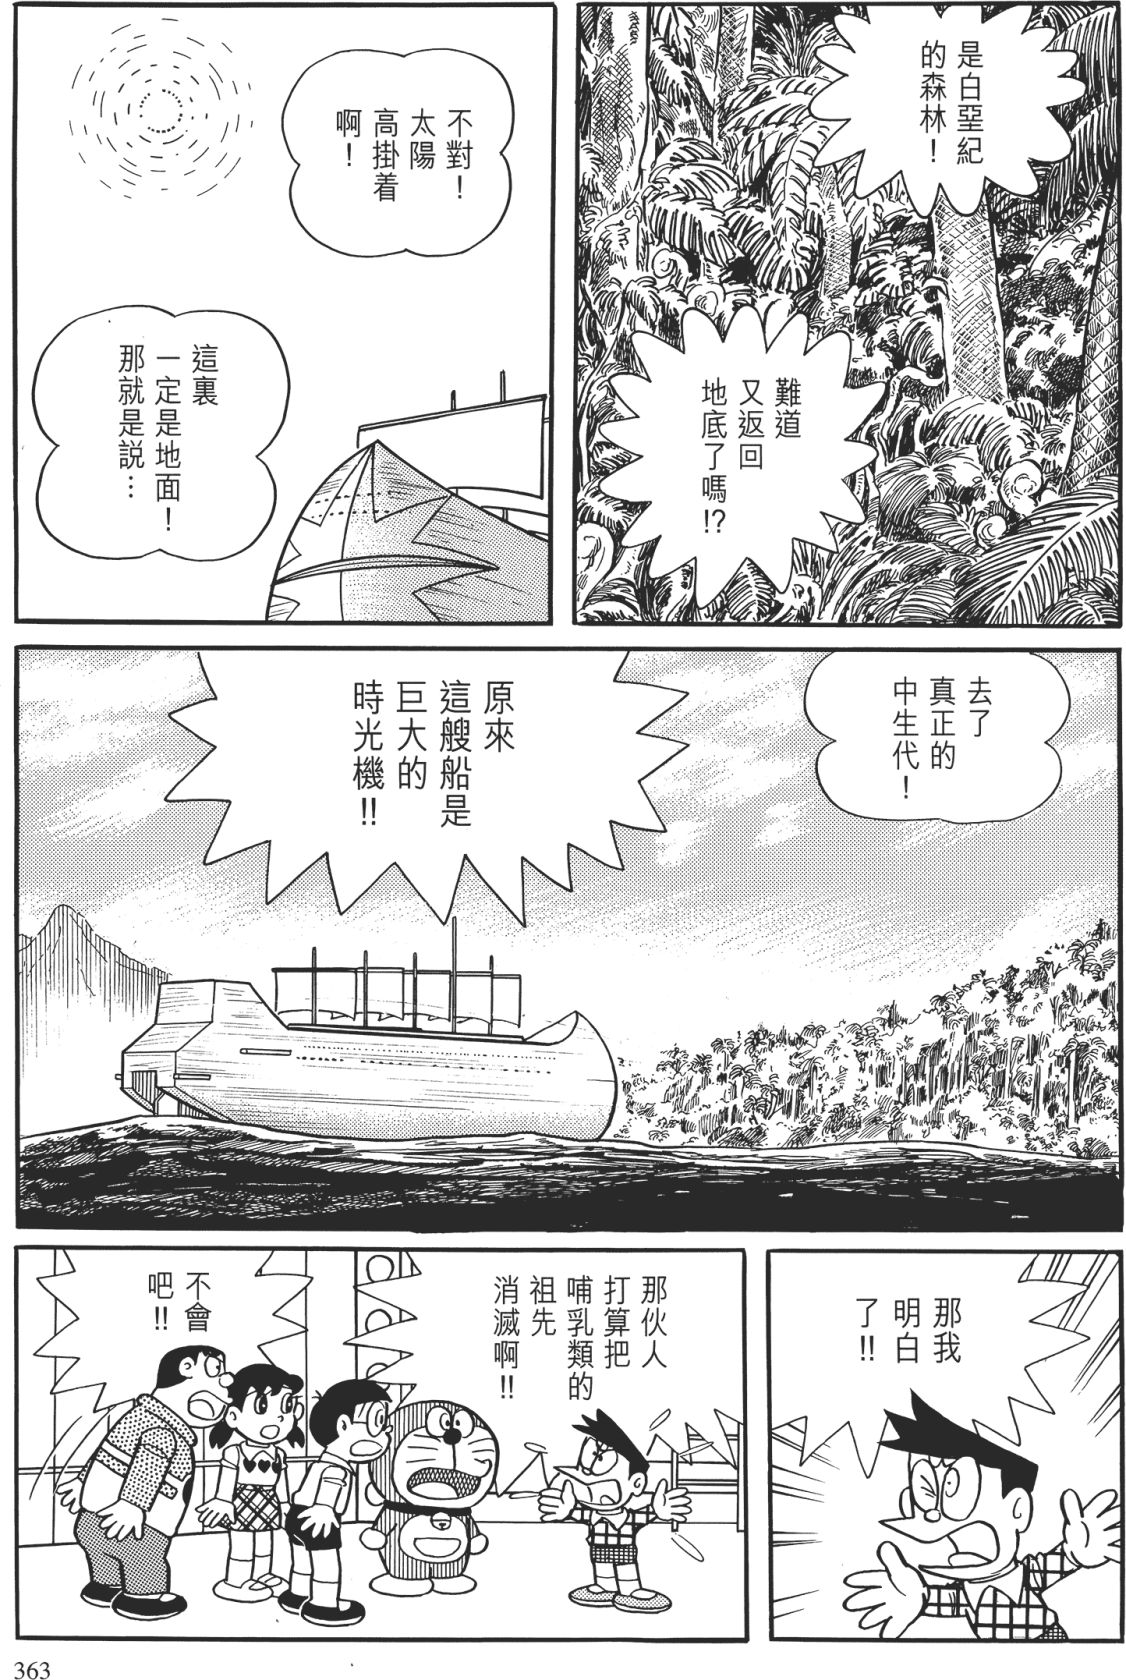 是白堊紀
的森林！
難道
又返回
地底了嗎!?
不對！
太陽
高掛着
啊！
這裏
一定是地面！
那就是説…
去了
真正的
中生代！
原來
這艘船是
巨大的
時光機!!
那我
明白
了!!
那伙人
打算把
哺乳類的
祖先
消滅啊!!
不會
吧!!
363